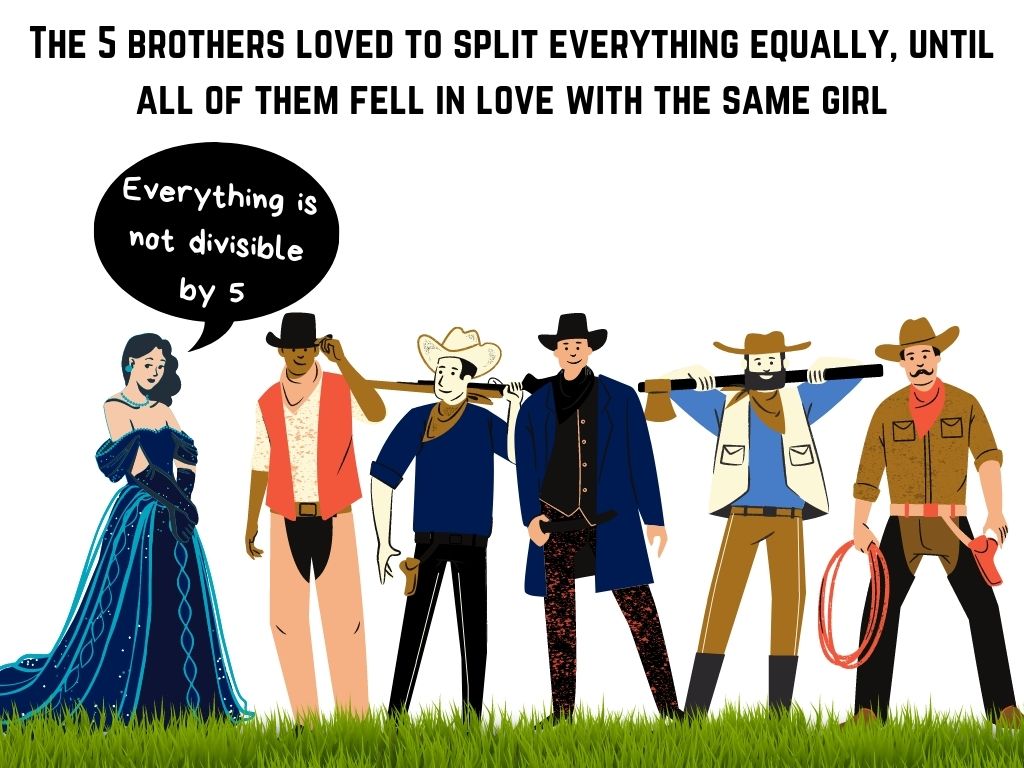 The 5 brothers loved to split everything equally, until
all of them fell in love with the same girl
Everything is
not divisible
by 5